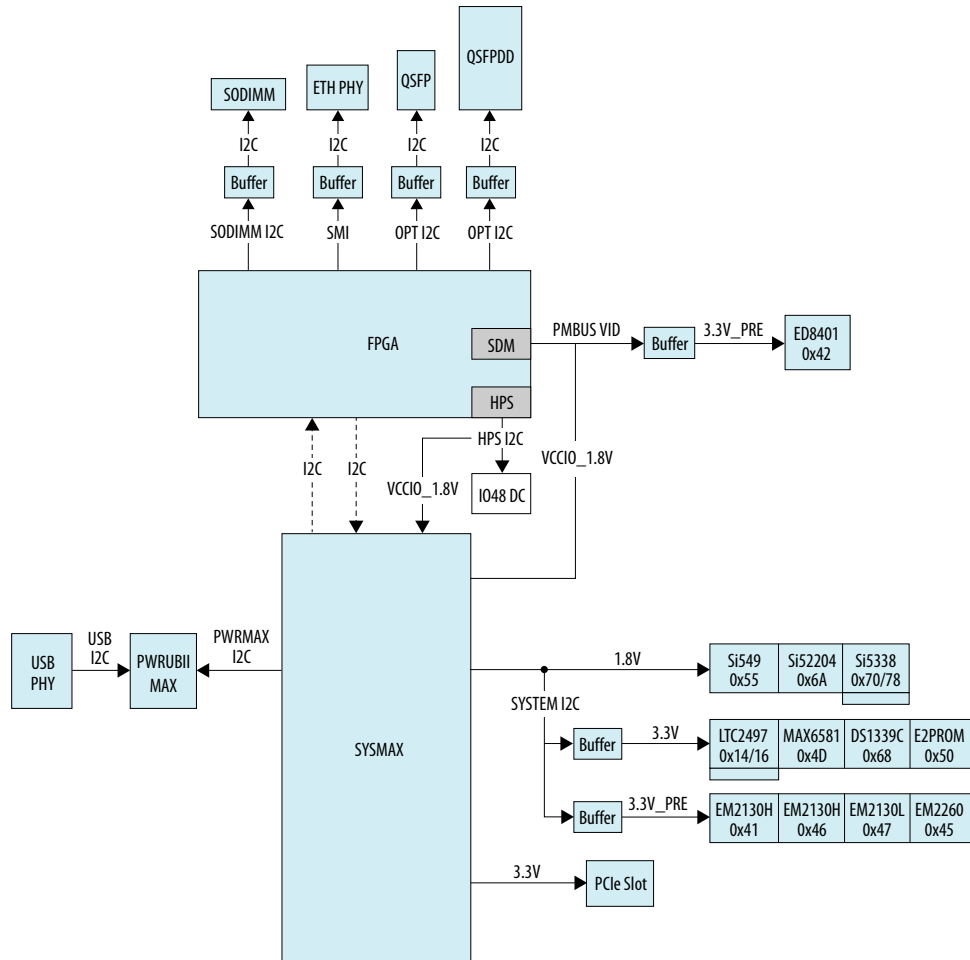 QSFPDD
ETH PHY
QSFP
SODIMM
I2C
I2C
I2C
I2C
Buffer
Buffer
Buffer
Buffer
SODIMM I2C
SMI
OPT I2C
OPT I2C
FPGA
SDM
PMBUS VID
Buffer
3.3V_PRE
ED8401
0x42
HPS
HPS I2C
VCCIO_1.8V
I2C
I2C
VCCIO_1.8V
IO48 DC
USB
PHY
USB
I2C
PWRUBII
MAX
PWRMAX
I2C
SYSMAX
1.8V
Si549
0x55
Si52204
0x6A
Si5338
0x70/78
SYSTEM I2C
Buffer
3.3V
LTC2497
0x14/16
MAX6581
0x4D
DS1339C
0x68
E2PROM
0x50
Buffer
3.3V_PRE
EM2130H
0x41
EM2130H
0x46
EM2130L
0x47
EM2260
0x45
3.3V
PCIe Slot